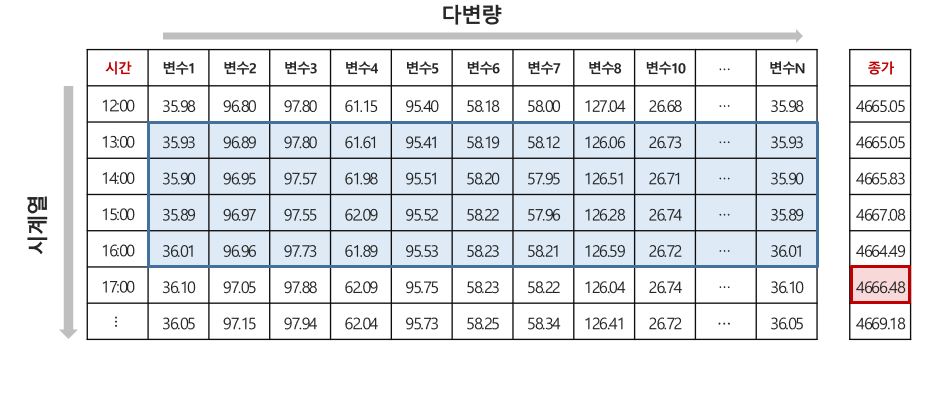 다변량
시계열
시간 변수1 변수2 변수3 변수4 변수5 변수6 변수7 변수8 변수10 ... 변수N 종가
12:00 35.98 96.80 97.80 61.15 95.40 58.18 58.00 127.04 26.68 ... 35.98 4665.05
13:00 35.93 96.89 97.80 61.61 95.41 58.19 58.12 126.06 26.73 ... 35.93 4665.05
14:00 35.90 96.95 97.57 61.98 95.51 58.20 57.95 126.51 26.71 ... 35.90 4665.83
15:00 35.89 96.97 97.55 62.09 95.52 58.22 57.96 126.28 26.74 ... 35.89 4667.08
16:00 36.01 96.96 97.73 61.89 95.53 58.23 58.21 126.59 26.72 ... 36.01 4664.49
17:00 36.10 97.05 97.88 62.09 95.75 58.23 58.22 126.04 26.74 ... 36.10 4666.48
⋮ 36.05 97.15 97.94 62.04 95.73 58.25 58.34 126.41 26.72 ... 36.05 4669.18